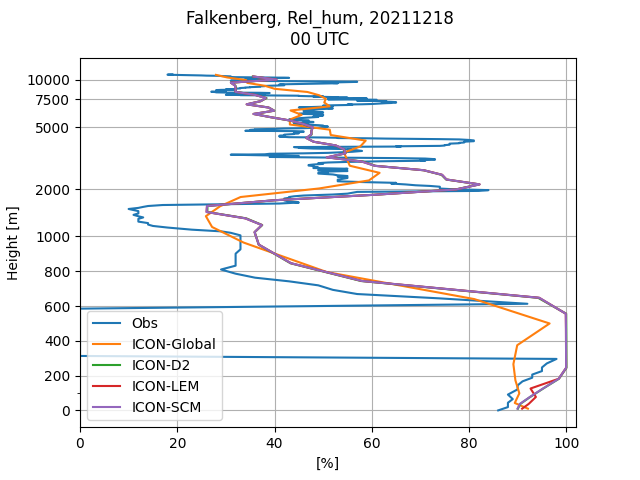 Falkenberg, Rel_hum, 20211218
00 UTC
10000
7500
5000
2000
1000
800
600
400
200
0
Height [m]
Obs
ICON-Global
ICON-D2
ICON-LEM
ICON-SCM
0 20 40 60 80 100
[%]